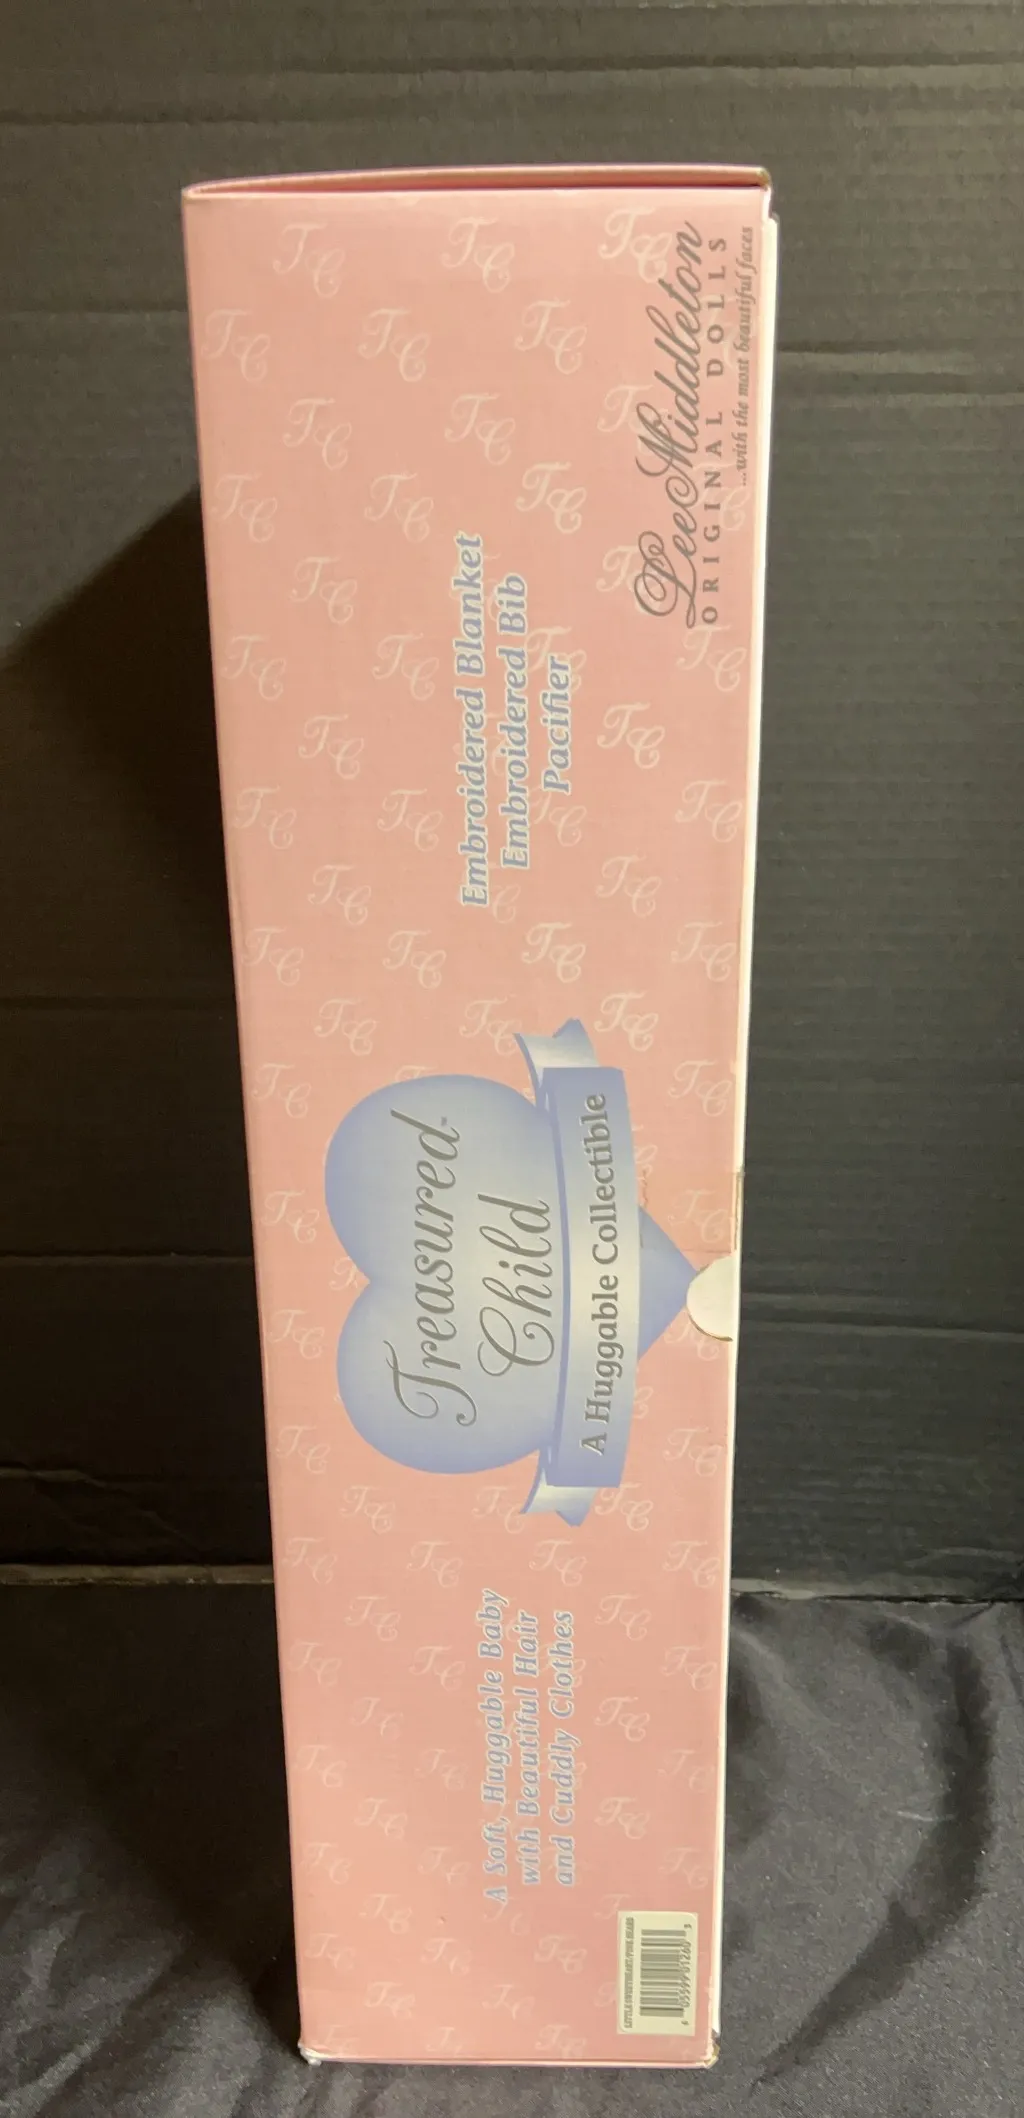 A Soft, Huggable Baby
with Beautiful Hair
and Cuddly Clothes
Treasured
Child
A Huggable Collectible
Embroidered Blanket
Embroidered Bib
Pacifier
Lee Middleton
ORIGINAL DOLLS
...with the most beautiful faces
TC